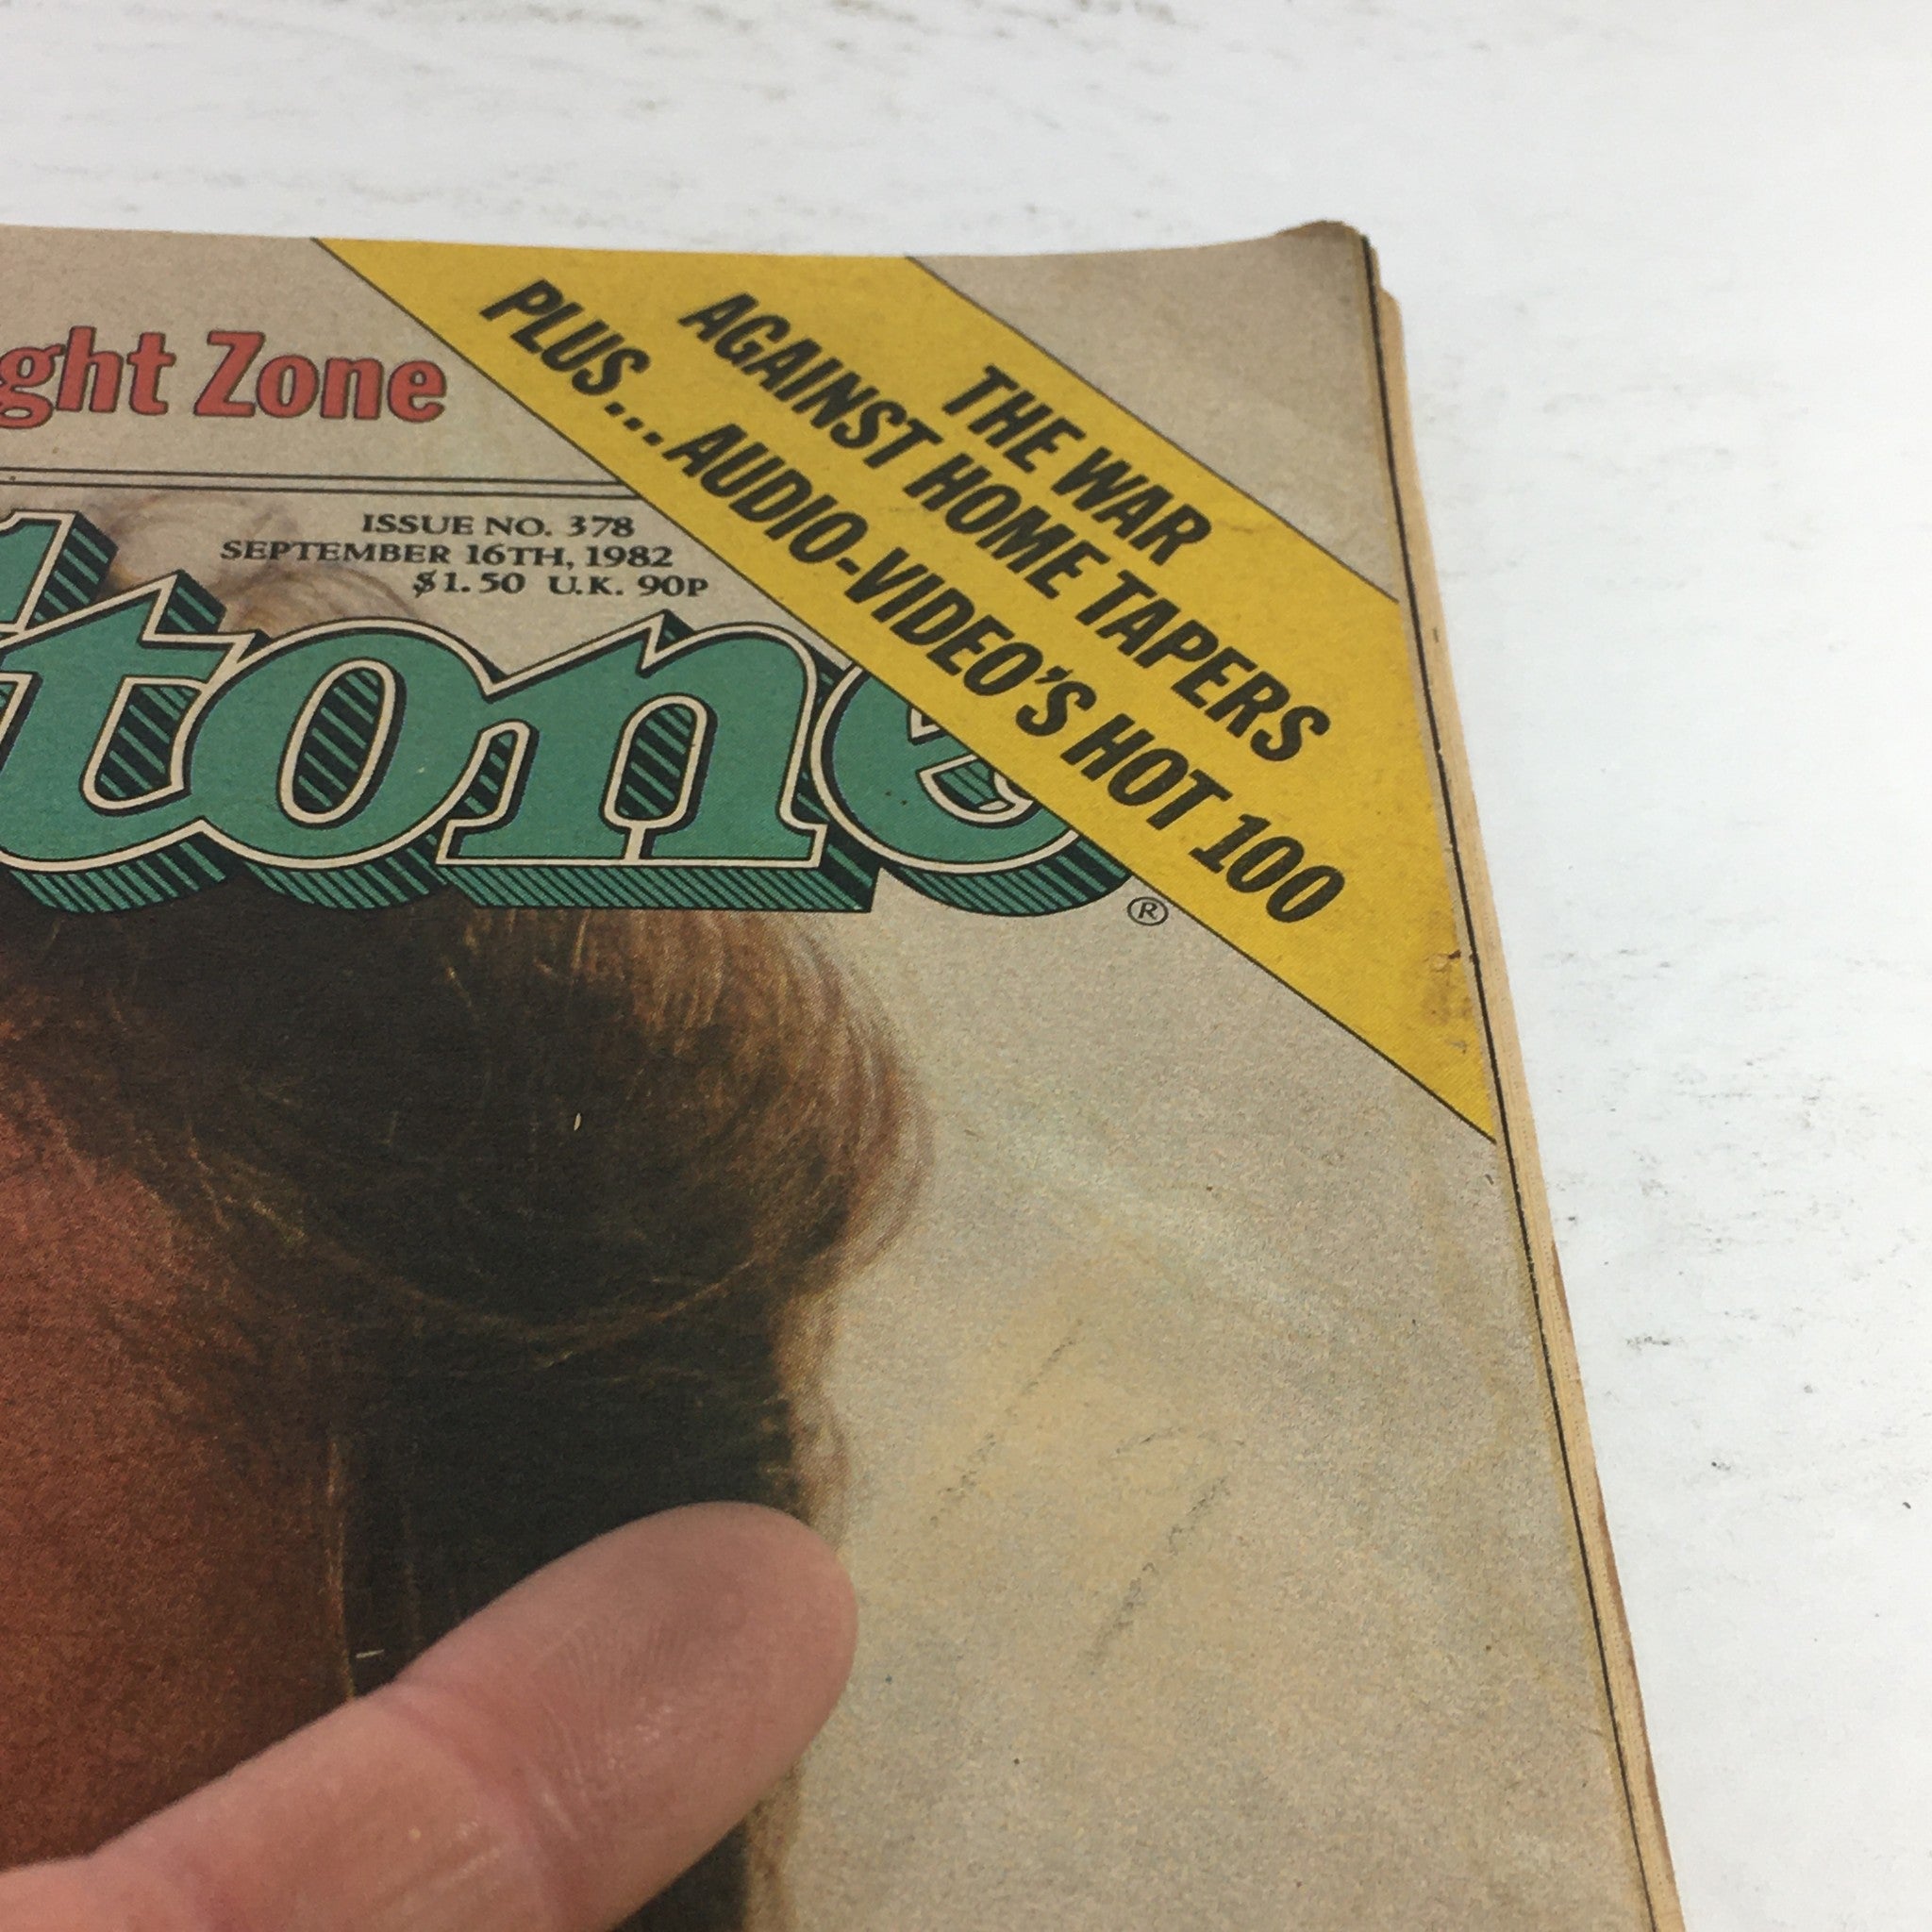 ght Zone
THE WAR
AGAINST HOME TAPERS
PLUS... AUDIO-VIDEO'S HOT 100
ISSUE NO. 378
SEPTEMBER 16TH, 1982
$1.50 U.K. 90P
tone
®